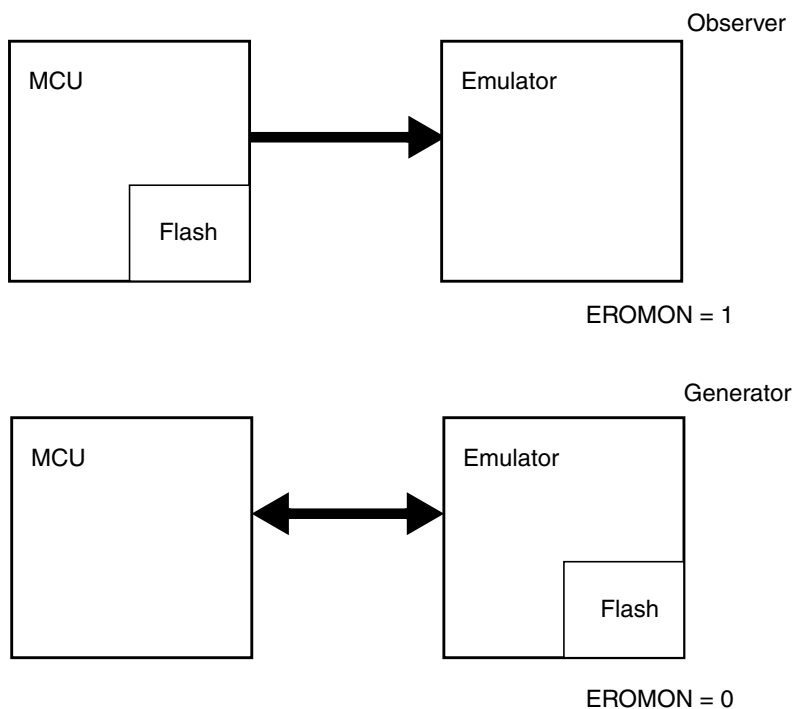 Observer
MCU
Emulator
Flash
EROMON = 1
Generator
MCU
Emulator
Flash
EROMON = 0